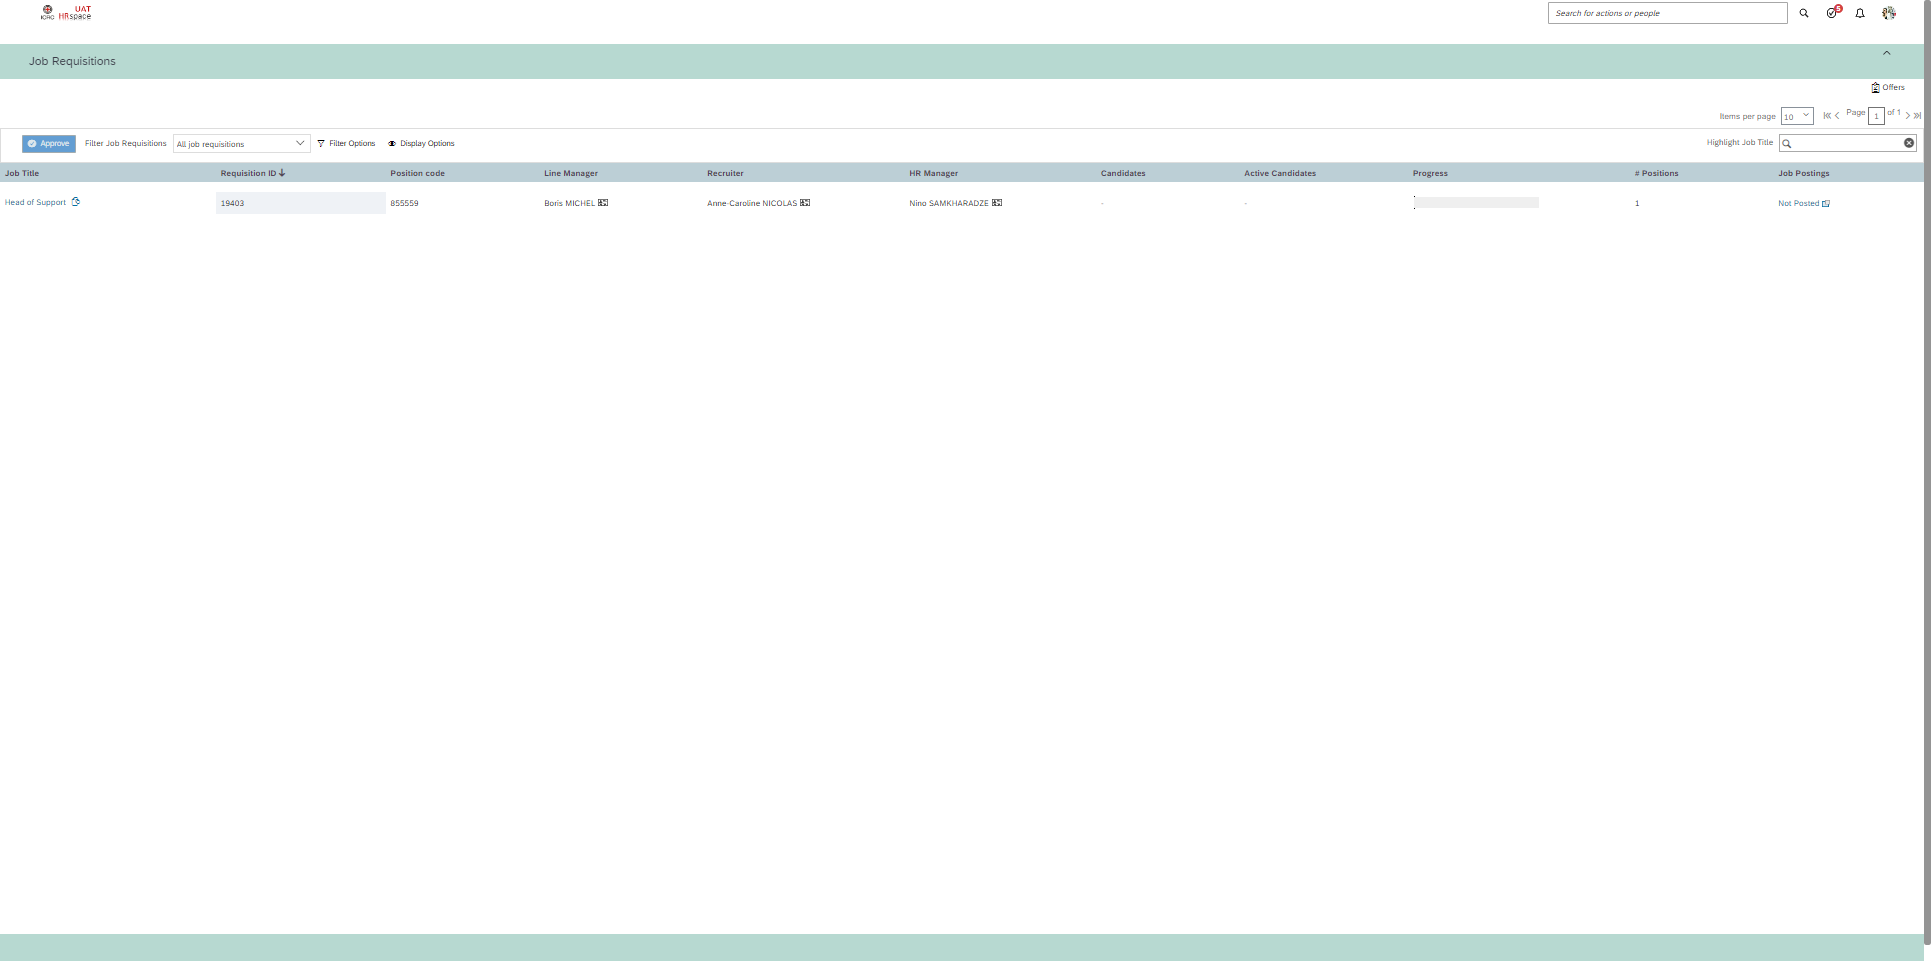 ICRC UAT HRspace
Search for actions or people
5
Job Requisitions
Offers
Items per page 10 Page 1 of 1
Approve Filter Job Requisitions All job requisitions Filter Options Display Options Highlight Job Title
Job Title Requisition ID Position code Line Manager Recruiter HR Manager Candidates Active Candidates Progress # Positions Job Postings
Head of Support 19403 855559 Boris MICHEL Anne-Caroline NICOLAS Nino SAMKHARADZE - - 1 Not Posted